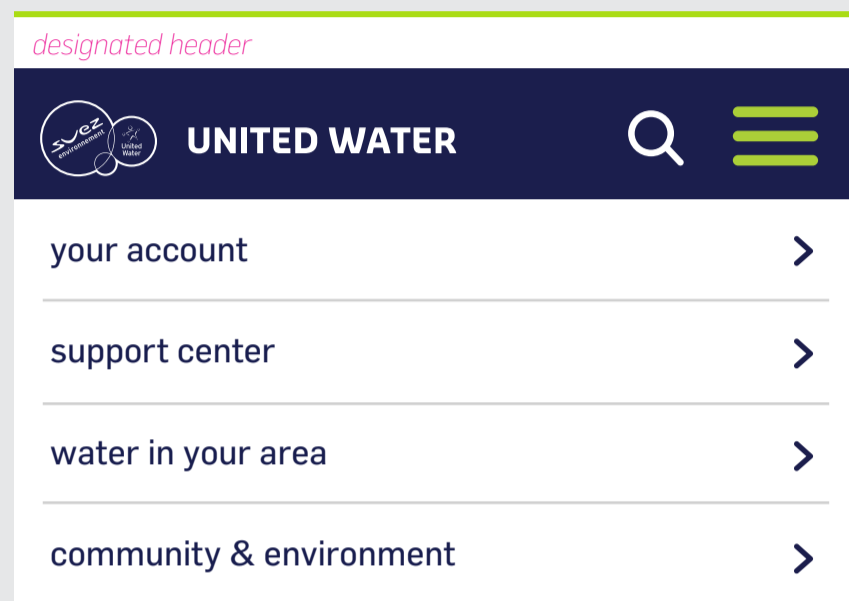 designated header
suez
environnement
United
Water
UNITED WATER
your account
support center
water in your area
community & environment